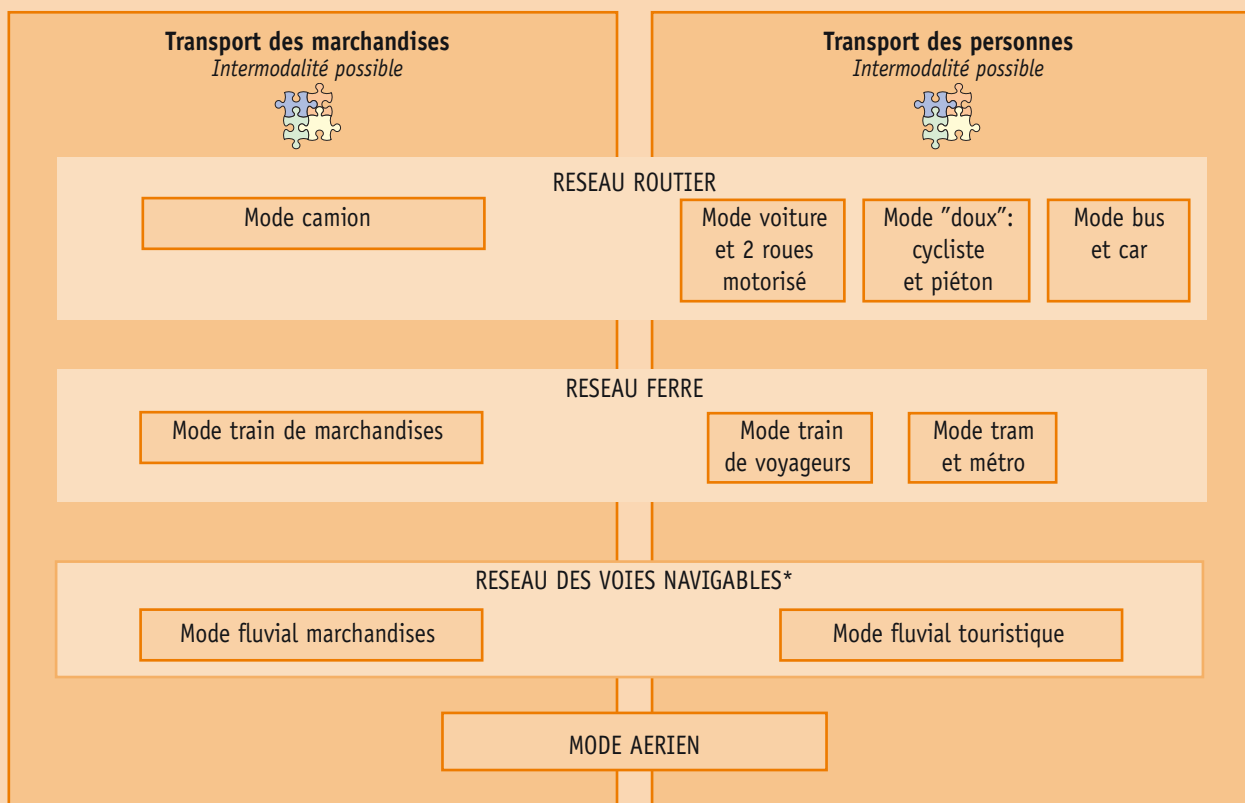 Transport des marchandises
Intermodalité possible
Transport des personnes
Intermodalité possible
RESEAU ROUTIER
Mode camion
Mode voiture
et 2 roues
motorisé
Mode "doux":
cycliste
et piéton
Mode bus
et car
RESEAU FERRE
Mode train de marchandises
Mode train
de voyageurs
Mode tram
et métro
RESEAU DES VOIES NAVIGABLES*
Mode fluvial marchandises
Mode fluvial touristique
MODE AERIEN